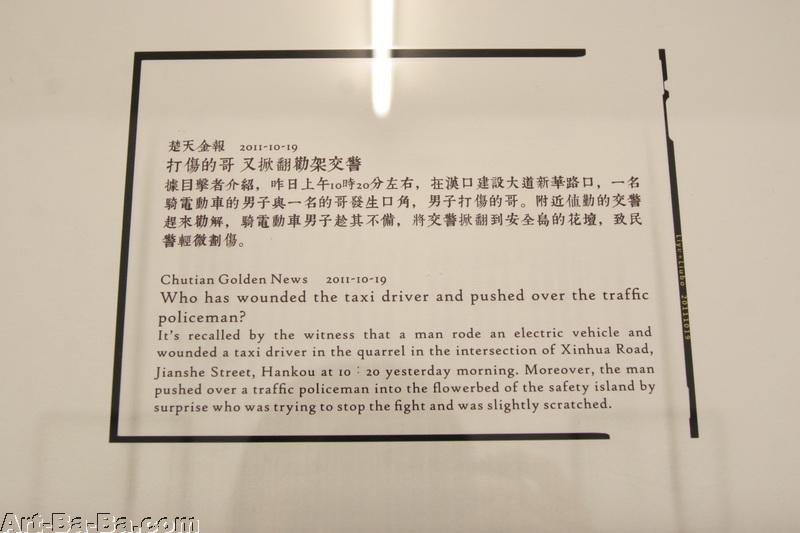 楚天金報 2011-10-19
打傷的哥 又掀翻勸架交警
據目擊者介紹，昨日上午10時20分左右，在漢口建設大道新華路口，一名
騎電動車的男子與一名的哥發生口角，男子打傷的哥。附近值勤的交警
趕來勸解，騎電動車男子趁其不備，將交警掀翻到安全島的花壇，致民
警輕微劃傷。
Chutian Golden News 2011-10-19
Who has wounded the taxi driver and pushed over the traffic
policeman?
It's recalled by the witness that a man rode an electric vehicle and
wounded a taxi driver in the quarrel in the intersection of Xinhua Road,
Jianshe Street, Hankou at 10：20 yesterday morning. Moreover, the man
pushed over a traffic policeman into the flowerbed of the safety island by
surprise who was trying to stop the fight and was slightly scratched.
Liyu+Liubo 20111019
Art-Ba-Ba.com